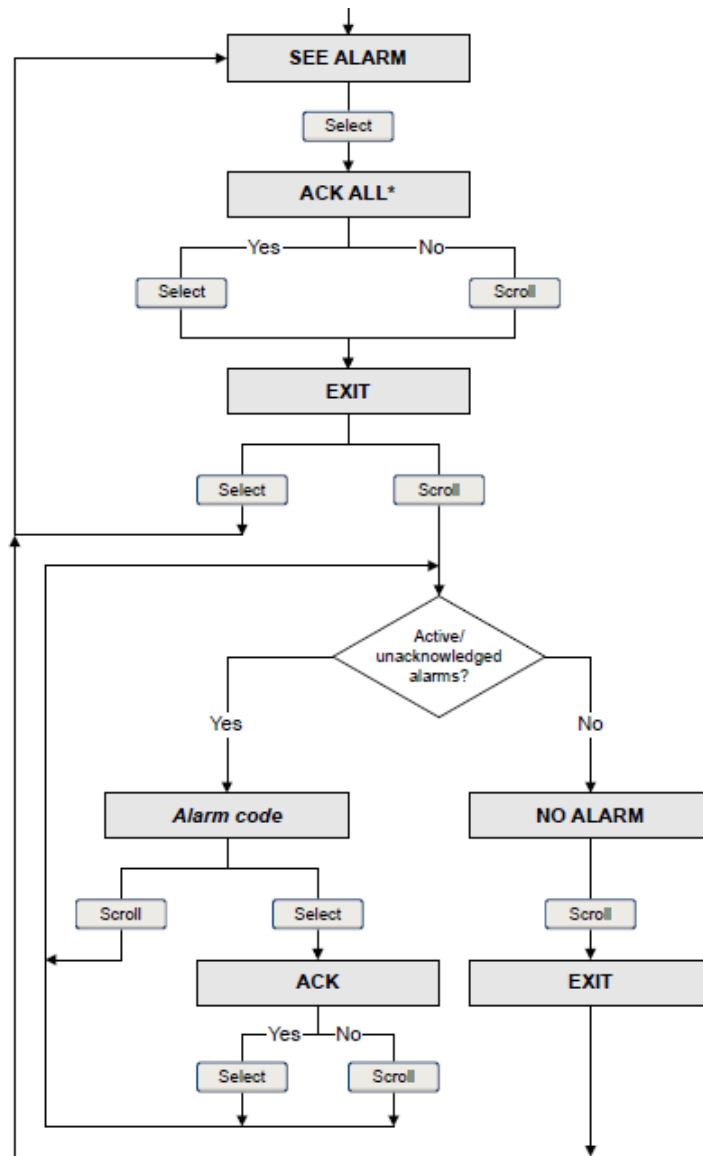 SEE ALARM
Select
ACK ALL*
Yes
No
Select
Scroll
EXIT
Select
Scroll
Active/
unacknowledged
alarms?
Yes
No
Alarm code
NO ALARM
Scroll
Select
Scroll
ACK
EXIT
Yes
No
Select
Scroll